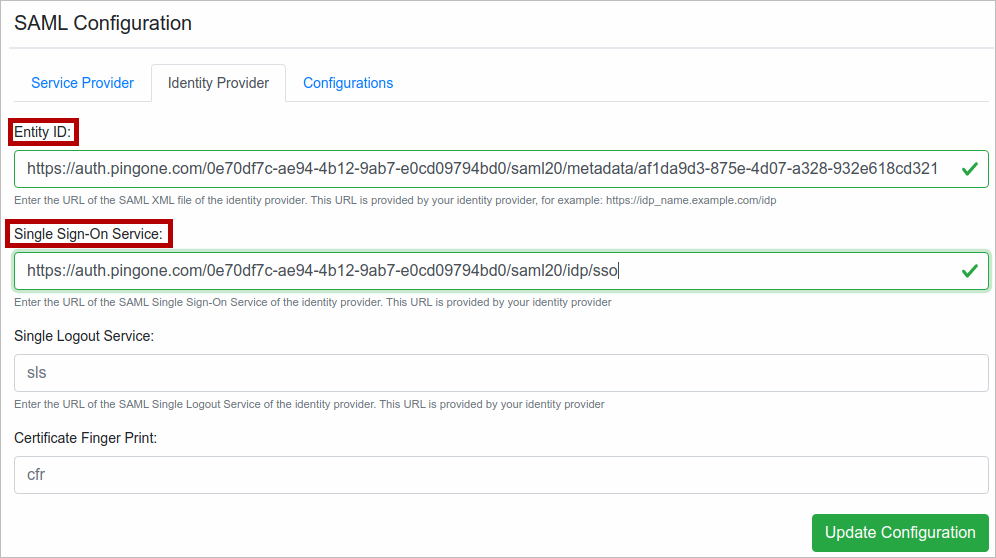 SAML Configuration
Service Provider
Identity Provider
Configurations
Entity ID:
https://auth.pingone.com/0e70df7c-ae94-4b12-9ab7-e0cd09794bd0/saml20/metadata/af1da9d3-875e-4d07-a328-932e618cd321
Enter the URL of the SAML XML file of the identity provider. This URL is provided by your identity provider, for example: https://idp_name.example.com/idp
Single Sign-On Service:
https://auth.pingone.com/0e70df7c-ae94-4b12-9ab7-e0cd09794bd0/saml20/idp/sso
Enter the URL of the SAML Single Sign-On Service of the identity provider. This URL is provided by your identity provider
Single Logout Service:
sls
Enter the URL of the SAML Single Logout Service of the identity provider. This URL is provided by your identity provider
Certificate Finger Print:
cfr
Update Configuration